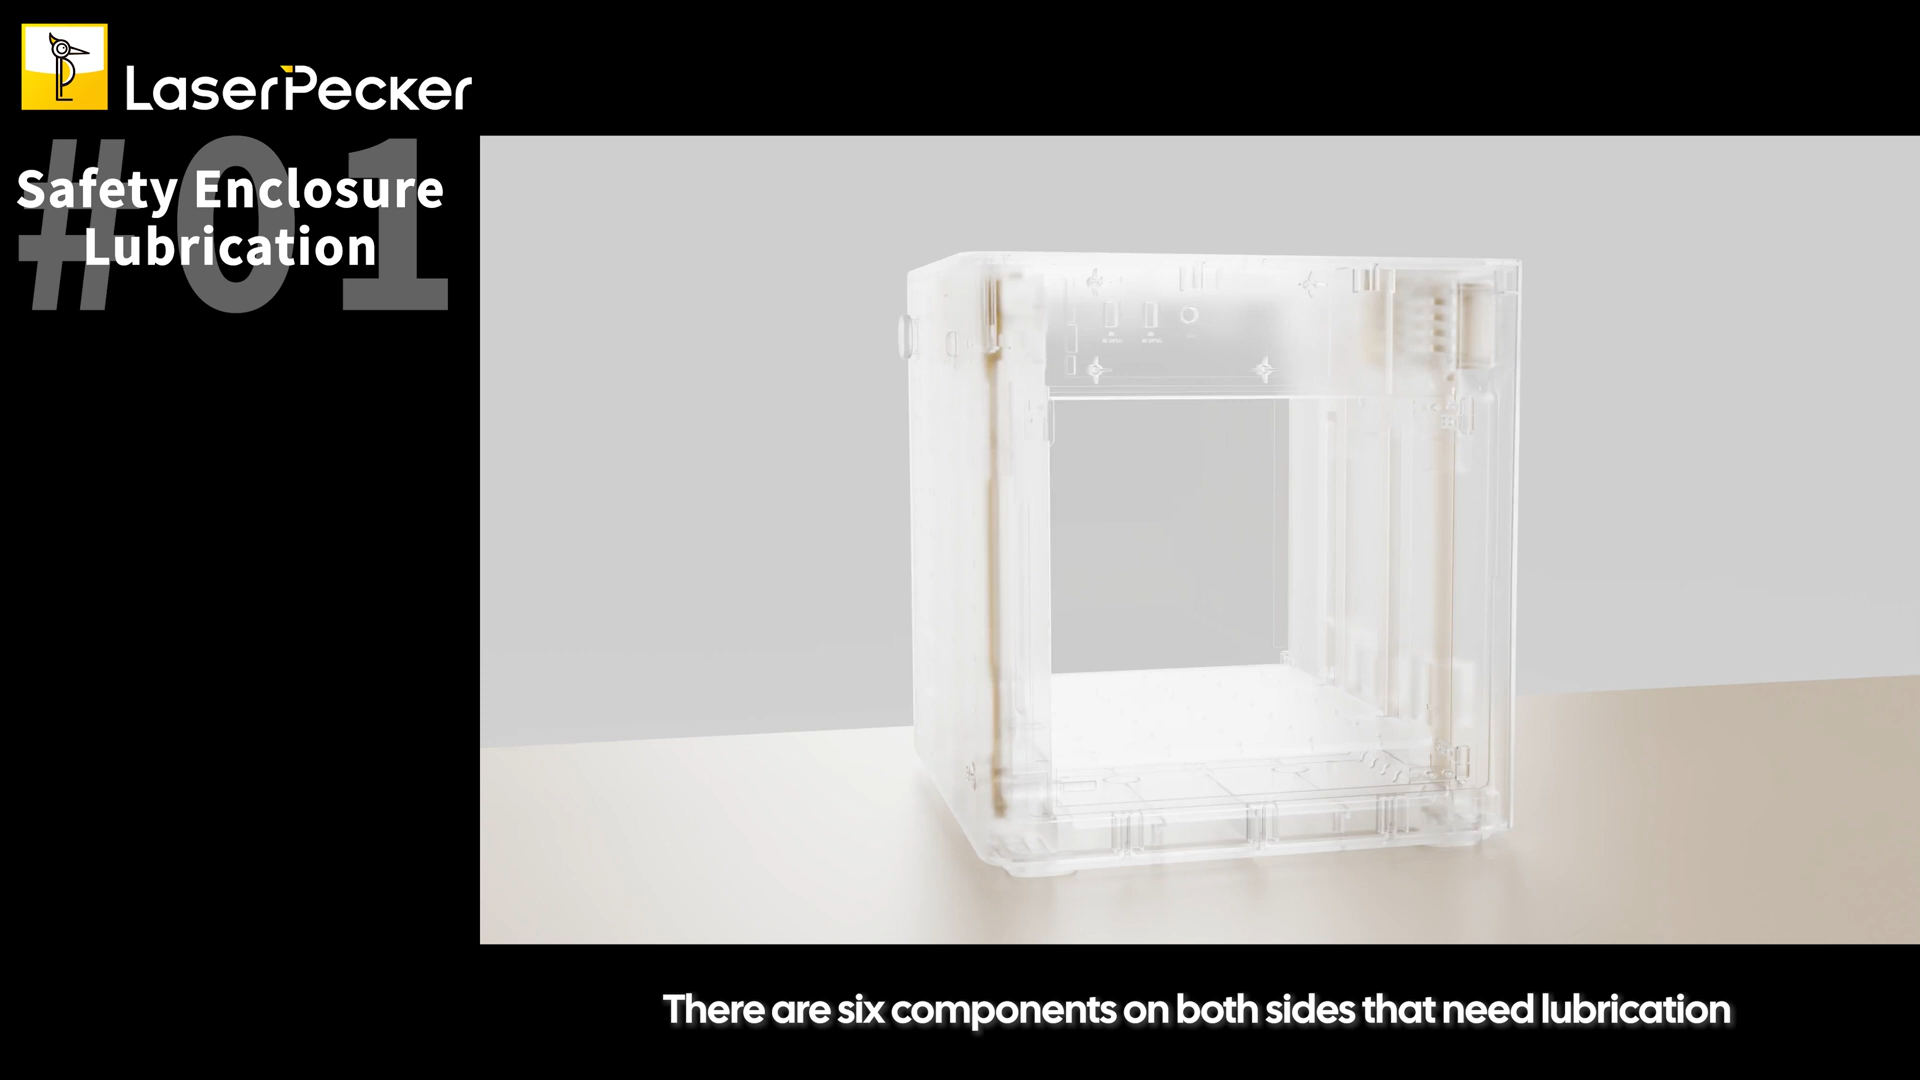 LaserPecker
#01
Safety Enclosure
Lubrication
There are six components on both sides that need lubrication